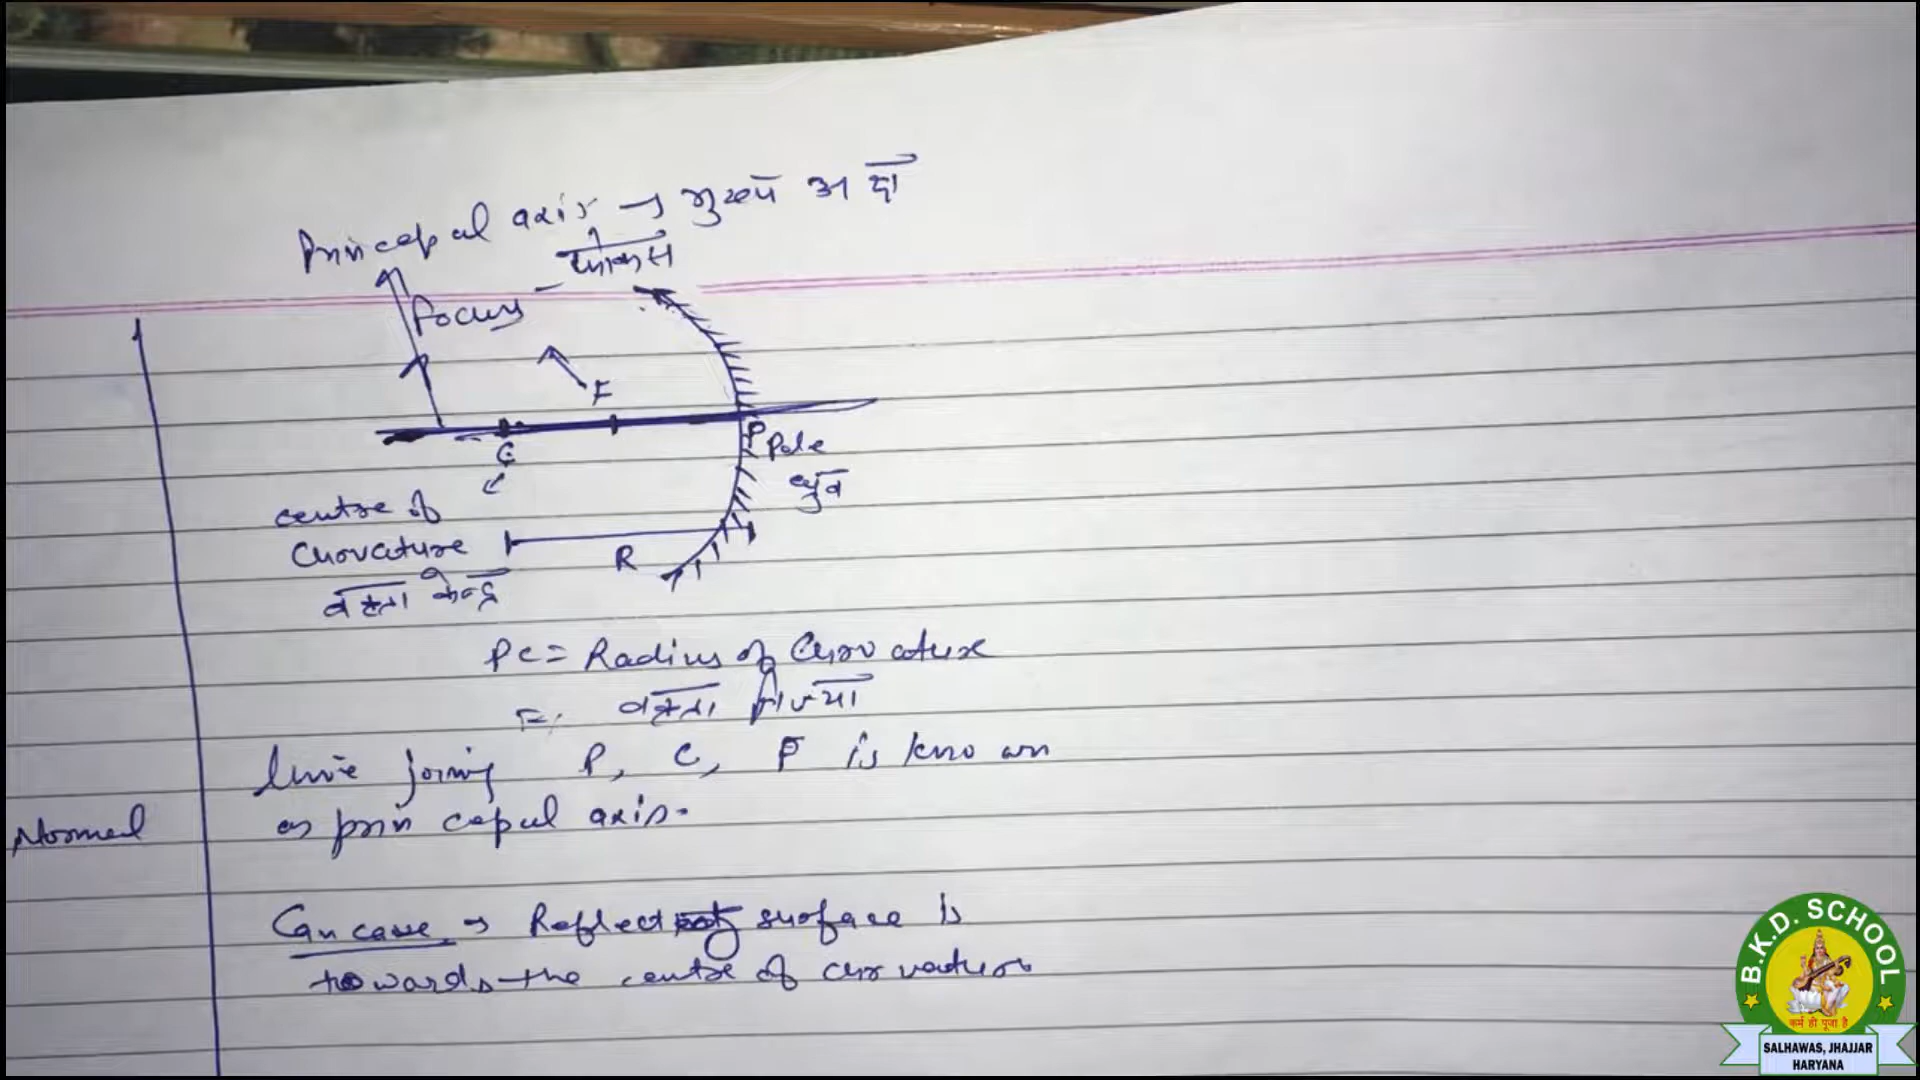 Principal axis → मुख्य अक्ष
Focus - फोकस
F
C
P Pole
ध्रुव
centre of
Curvature
वक्रता केन्द्र
R
PC = Radius of Curvature
= वक्रता त्रिज्या
line joining P, C, F is known
as principal axis.
Normal
Concave → Reflecting surface is
towards the centre of curvature
B.K.D. SCHOOL
कर्म ही पूजा है
SALHAWAS, JHAJJAR
HARYANA